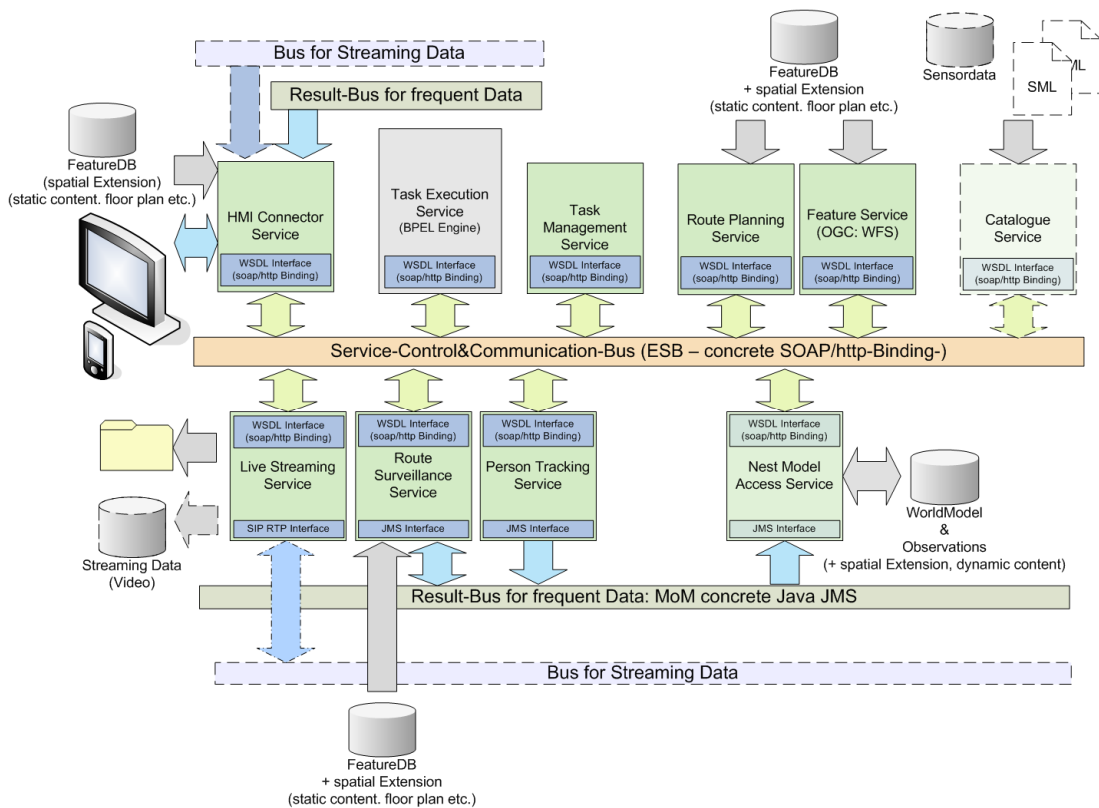 Bus for Streaming Data
Result-Bus for frequent Data
FeatureDB
+ spatial Extension)
(static content. floor plan etc.)
Sensordata
SML
ML
FeatureDB
(spatial Extension)
(static content. floor plan etc.)
HMI Connector
Service
WSDL Interface
(soap/http Binding)
Task Execution
Service
(BPEL Engine)
WSDL Interface
(soap/http Binding)
Task
Management
Service
WSDL Interface
(soap/http Binding)
Route Planning
Service
WSDL Interface
(soap/http Binding)
Feature Service
(OGC: WFS)
WSDL Interface
(soap/http Binding)
Catalogue
Service
WSDL Interface
(soap/http Binding)
Service-Control&Communication-Bus (ESB – concrete SOAP/http-Binding-)
WSDL Interface
(soap/http Binding)
Live Streaming
Service
SIP RTP Interface
WSDL Interface
(soap/http Binding)
Route
Surveillance
Service
JMS Interface
WSDL Interface
(soap/http Binding)
Person Tracking
Service
JMS Interface
WSDL Interface
(soap/http Binding)
Nest Model
Access Service
JMS Interface
WorldModel
&
Observations
(+ spatial Extension, dynamic content)
Streaming Data
(Video)
Result-Bus for frequent Data: MoM concrete Java JMS
Bus for Streaming Data
FeatureDB
+ spatial Extension)
(static content. floor plan etc.)